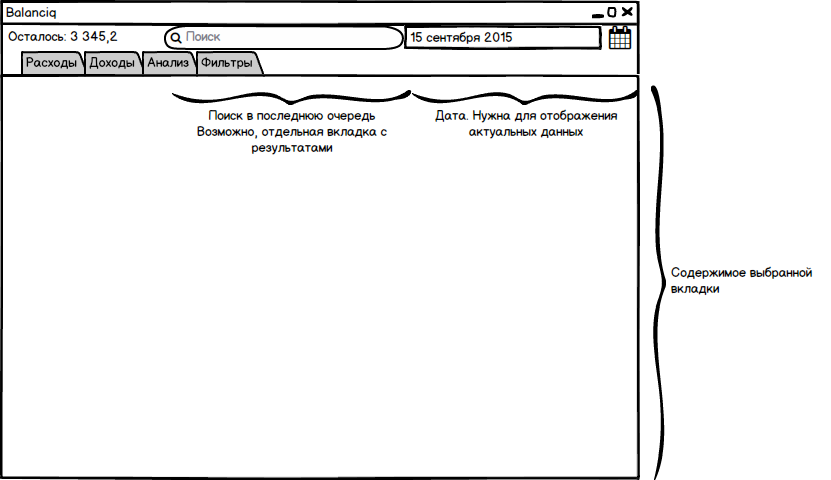 Balanciq
Осталось: 3 345,2
Поиск
15 сентября 2015
Расходы
Доходы
Анализ
Фильтры
Поиск в последнюю очередь
Возможно, отдельная вкладка с
результатами
Дата. Нужна для отображения
актуальных данных
Содержимое выбранной
вкладки